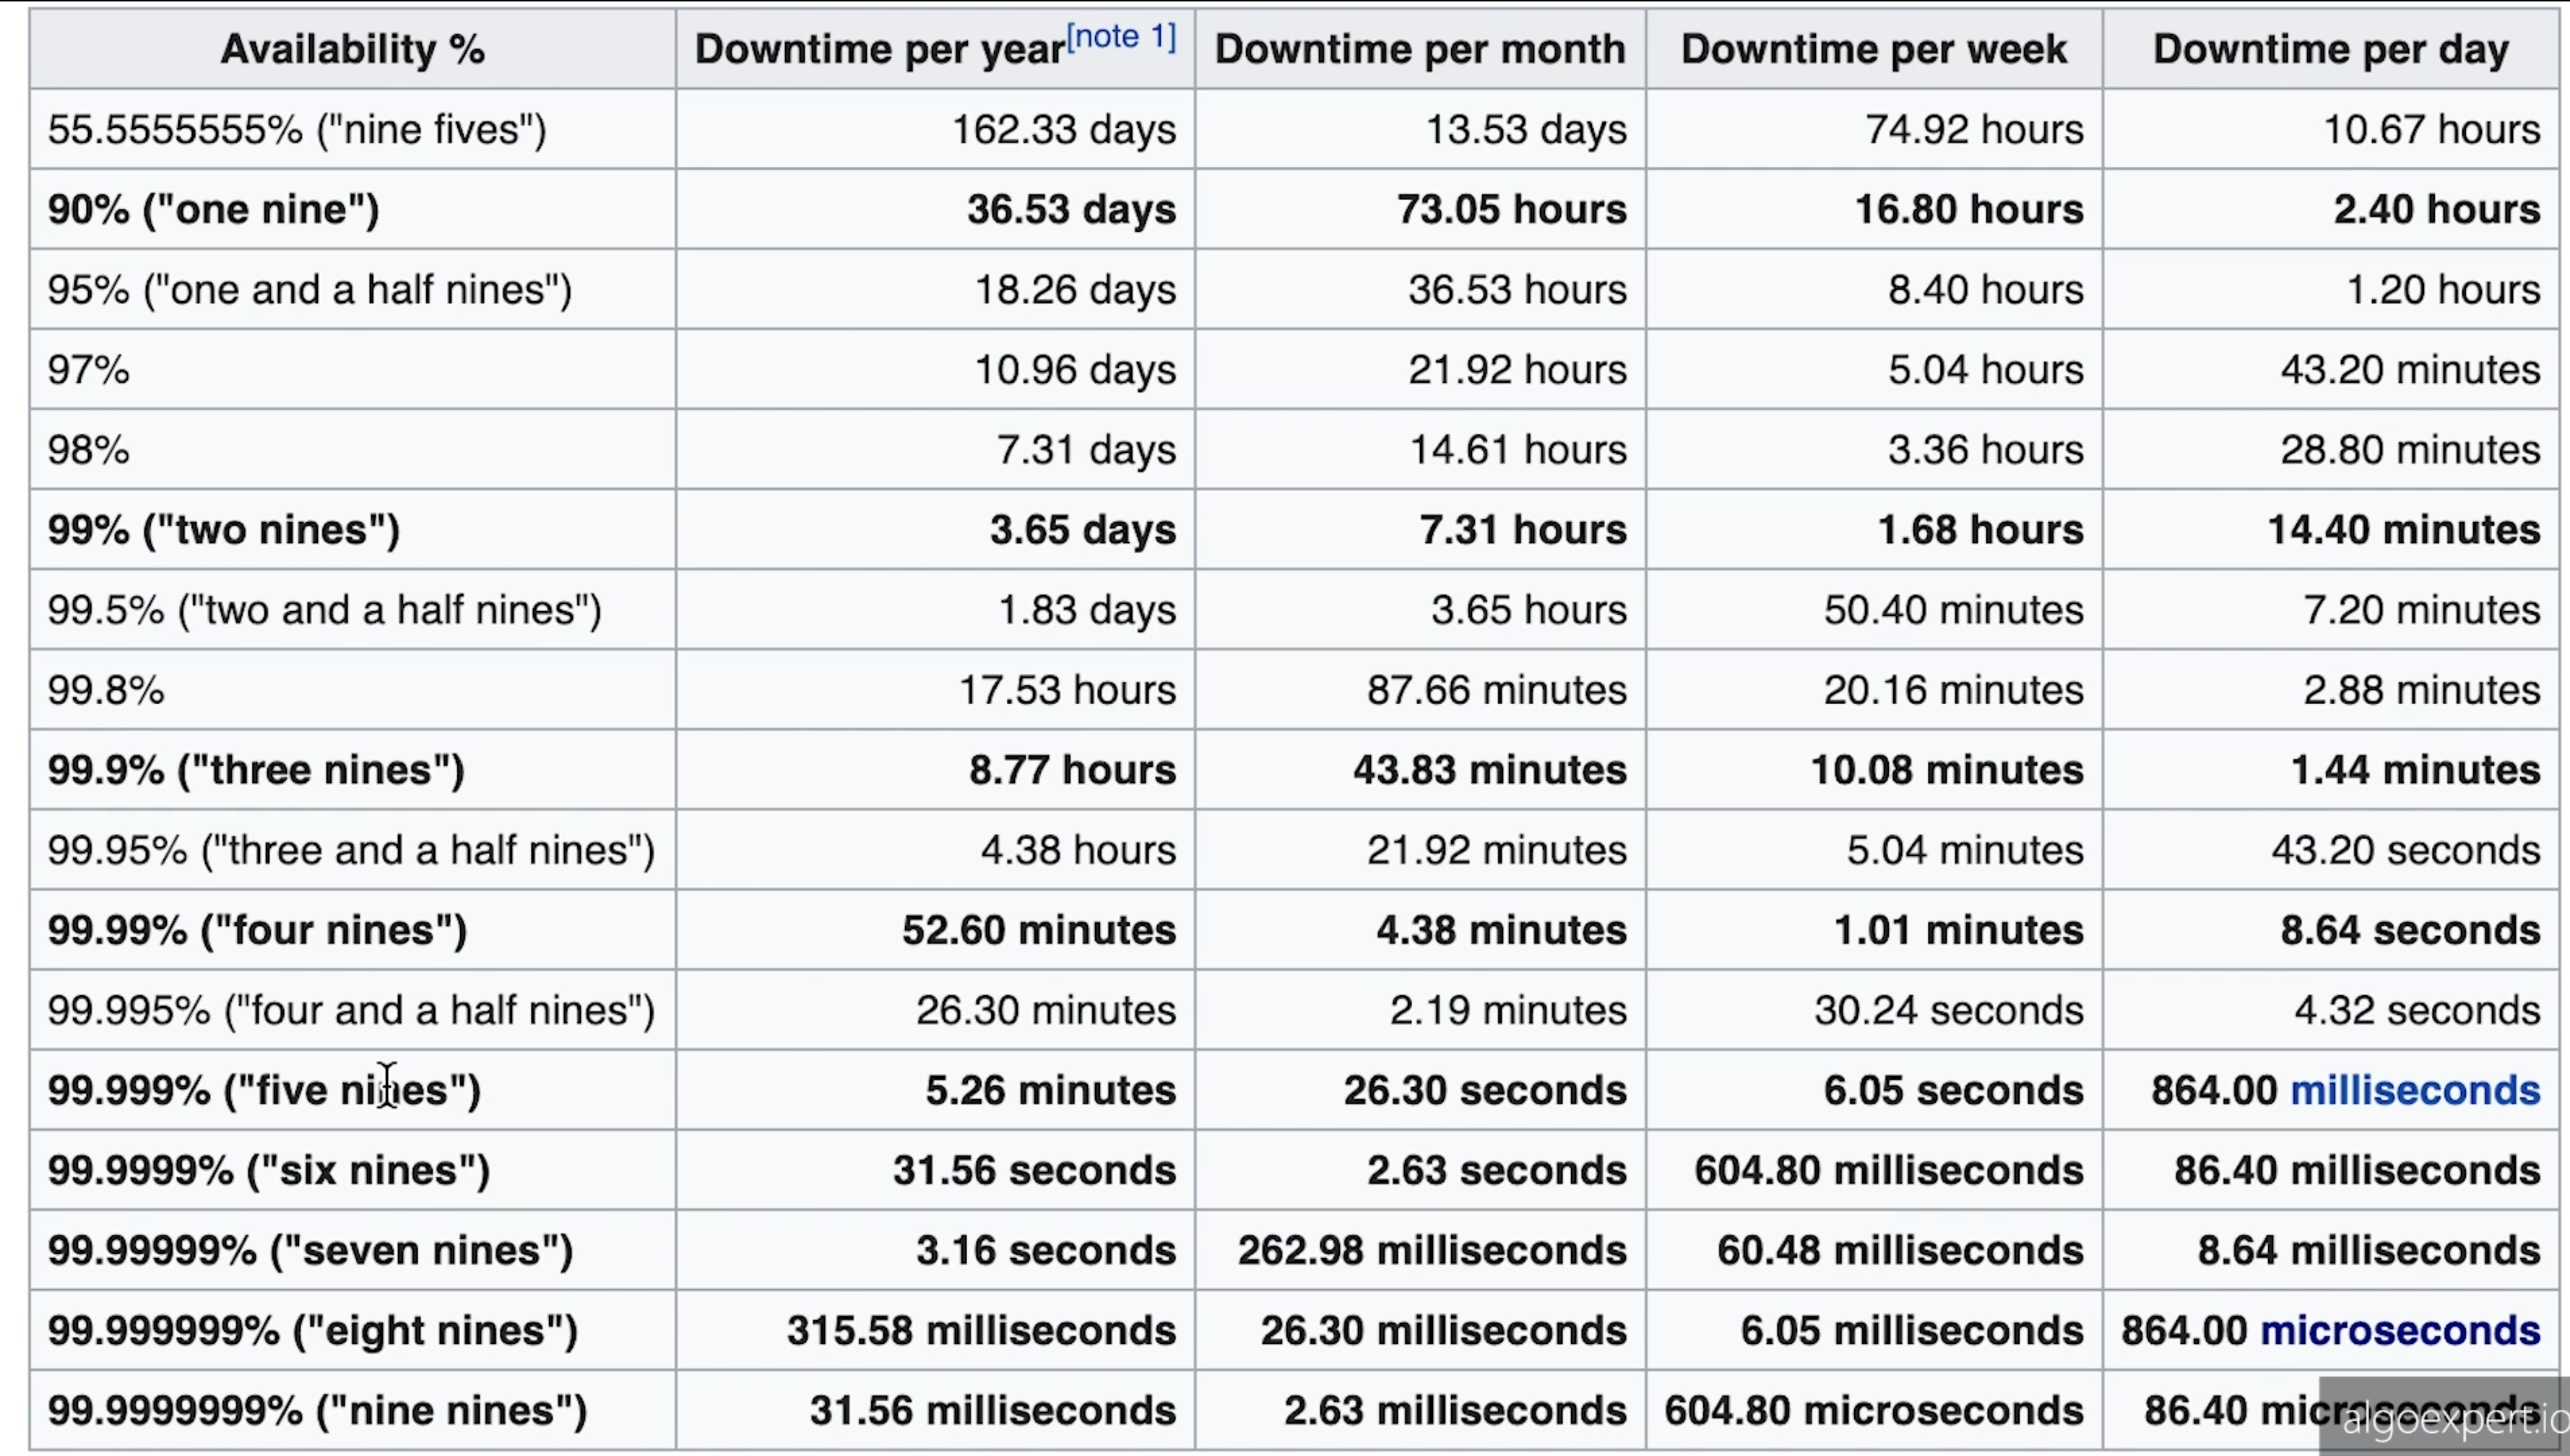 Availability % Downtime per year[note 1] Downtime per month Downtime per week Downtime per day
55.5555555% ("nine fives") 162.33 days 13.53 days 74.92 hours 10.67 hours
90% ("one nine") 36.53 days 73.05 hours 16.80 hours 2.40 hours
95% ("one and a half nines") 18.26 days 36.53 hours 8.40 hours 1.20 hours
97% 10.96 days 21.92 hours 5.04 hours 43.20 minutes
98% 7.31 days 14.61 hours 3.36 hours 28.80 minutes
99% ("two nines") 3.65 days 7.31 hours 1.68 hours 14.40 minutes
99.5% ("two and a half nines") 1.83 days 3.65 hours 50.40 minutes 7.20 minutes
99.8% 17.53 hours 87.66 minutes 20.16 minutes 2.88 minutes
99.9% ("three nines") 8.77 hours 43.83 minutes 10.08 minutes 1.44 minutes
99.95% ("three and a half nines") 4.38 hours 21.92 minutes 5.04 minutes 43.20 seconds
99.99% ("four nines") 52.60 minutes 4.38 minutes 1.01 minutes 8.64 seconds
99.995% ("four and a half nines") 26.30 minutes 2.19 minutes 30.24 seconds 4.32 seconds
99.999% ("five nines") 5.26 minutes 26.30 seconds 6.05 seconds 864.00 milliseconds
99.9999% ("six nines") 31.56 seconds 2.63 seconds 604.80 milliseconds 86.40 milliseconds
99.99999% ("seven nines") 3.16 seconds 262.98 milliseconds 60.48 milliseconds 8.64 milliseconds
99.999999% ("eight nines") 315.58 milliseconds 26.30 milliseconds 6.05 milliseconds 864.00 microseconds
99.9999999% ("nine nines") 31.56 milliseconds 2.63 milliseconds 604.80 microseconds 86.40 microseconds
algoexpert.io